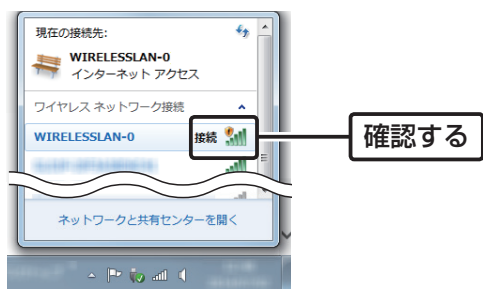 現在の接続先:
WIRELESSLAN-0
インターネット アクセス
ワイヤレス ネットワーク接続
WIRELESSLAN-0 接続
確認する
ネットワークと共有センターを開く